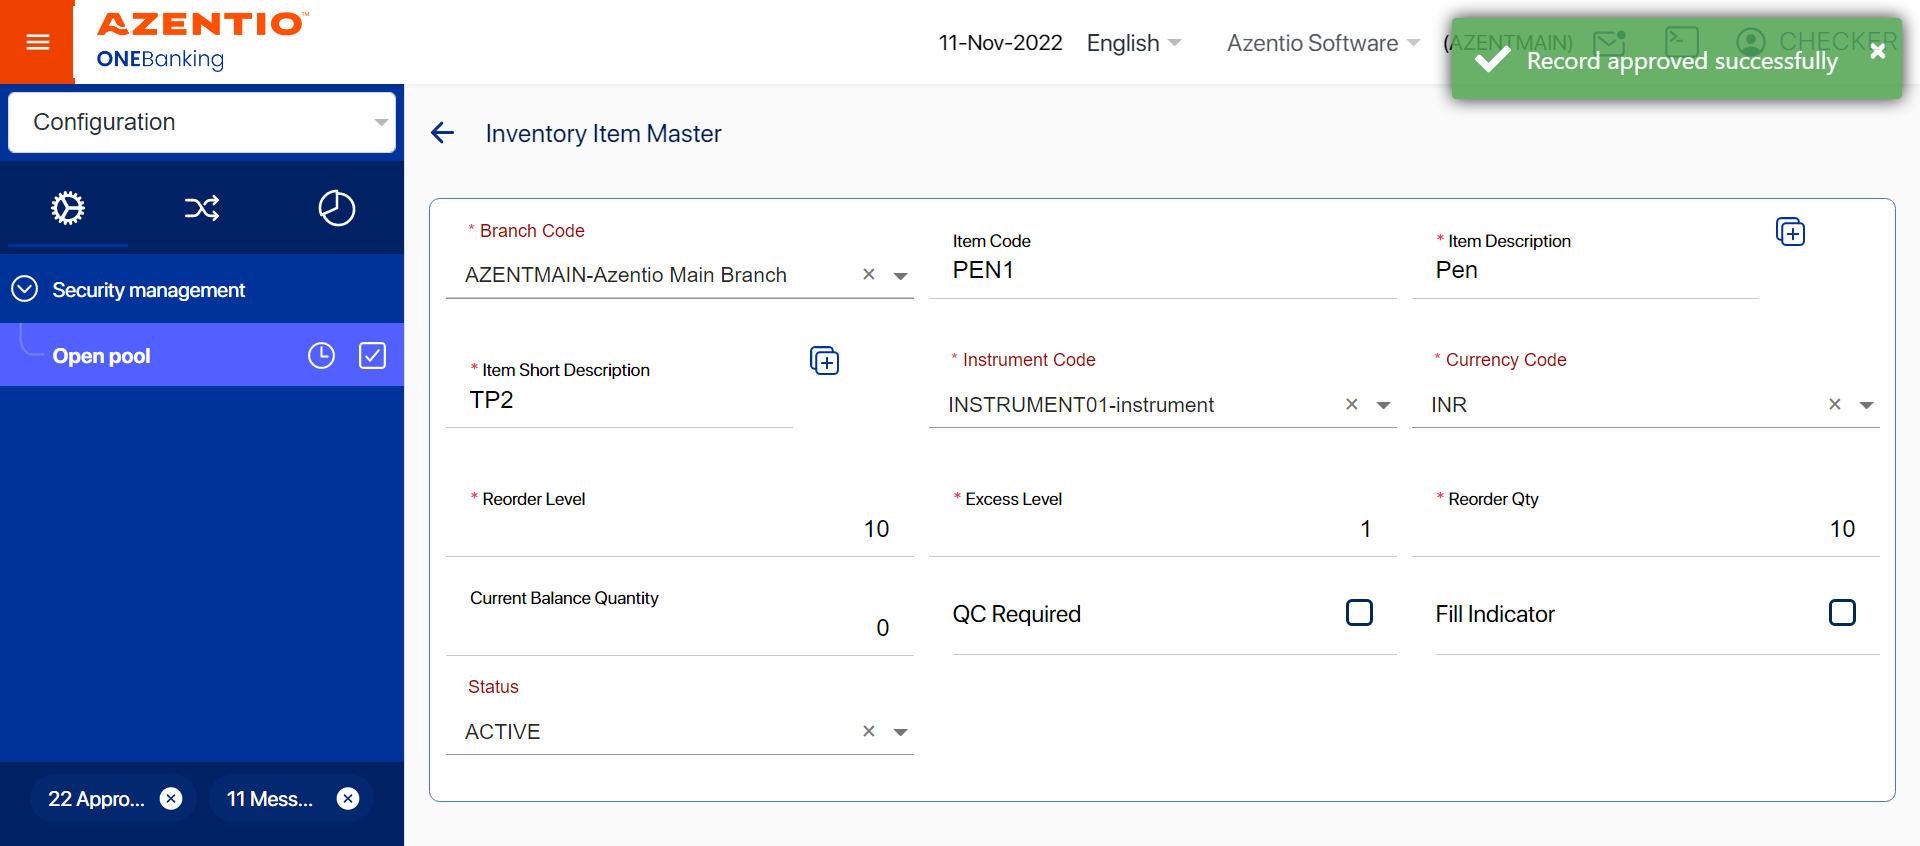 AZENTIO™
ONEBanking
11-Nov-2022
English
Azentio Software
(AZENTMAIN)
CHECKER
Record approved successfully
Configuration
Inventory Item Master
Security management
Open pool
22 Appro...
11 Mess...
* Branch Code
AZENTMAIN-Azentio Main Branch
Item Code
PEN1
* Item Description
Pen
* Item Short Description
TP2
* Instrument Code
INSTRUMENT01-instrument
* Currency Code
INR
* Reorder Level
10
* Excess Level
1
* Reorder Qty
10
Current Balance Quantity
0
QC Required
Fill Indicator
Status
ACTIVE